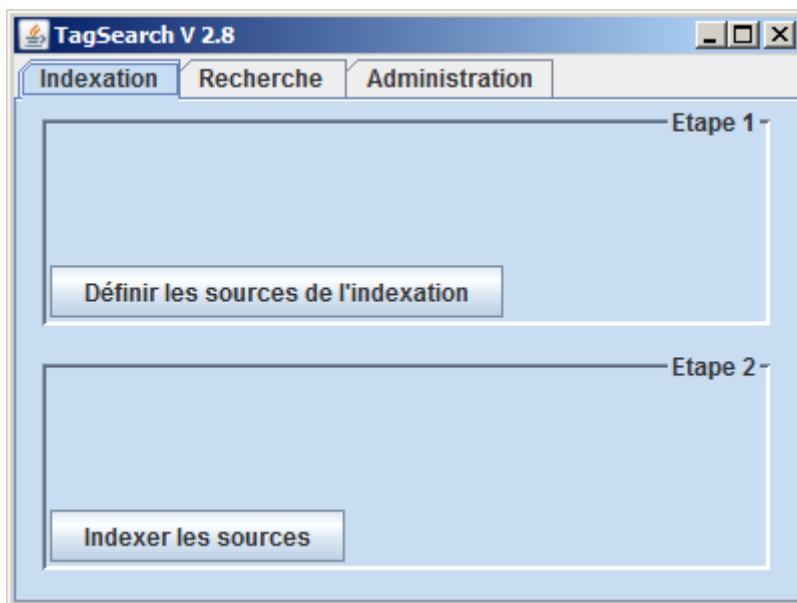 TagSearch V 2.8
Indexation Recherche Administration
Etape 1
Définir les sources de l'indexation
Etape 2
Indexer les sources